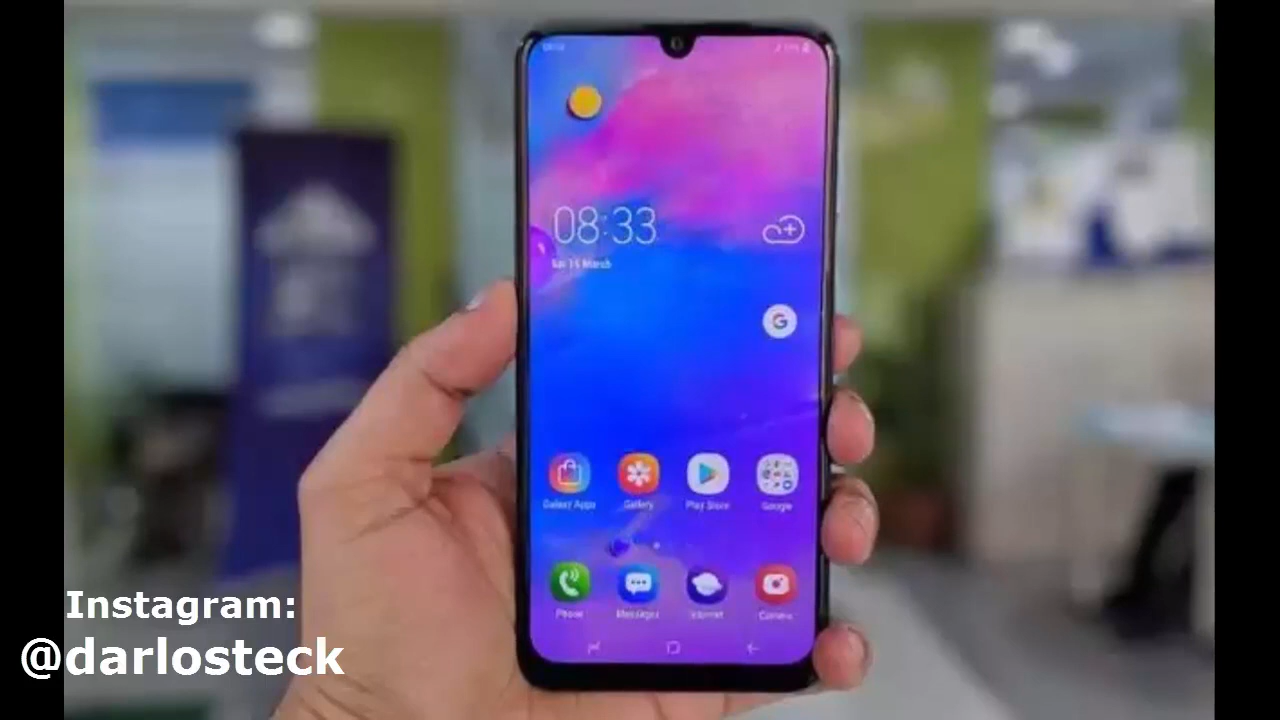 08:33
Galaxy Apps
Gallery
Play Store
Google
Phone
Messages
Internet
Camera
Instagram:
@darlosteck